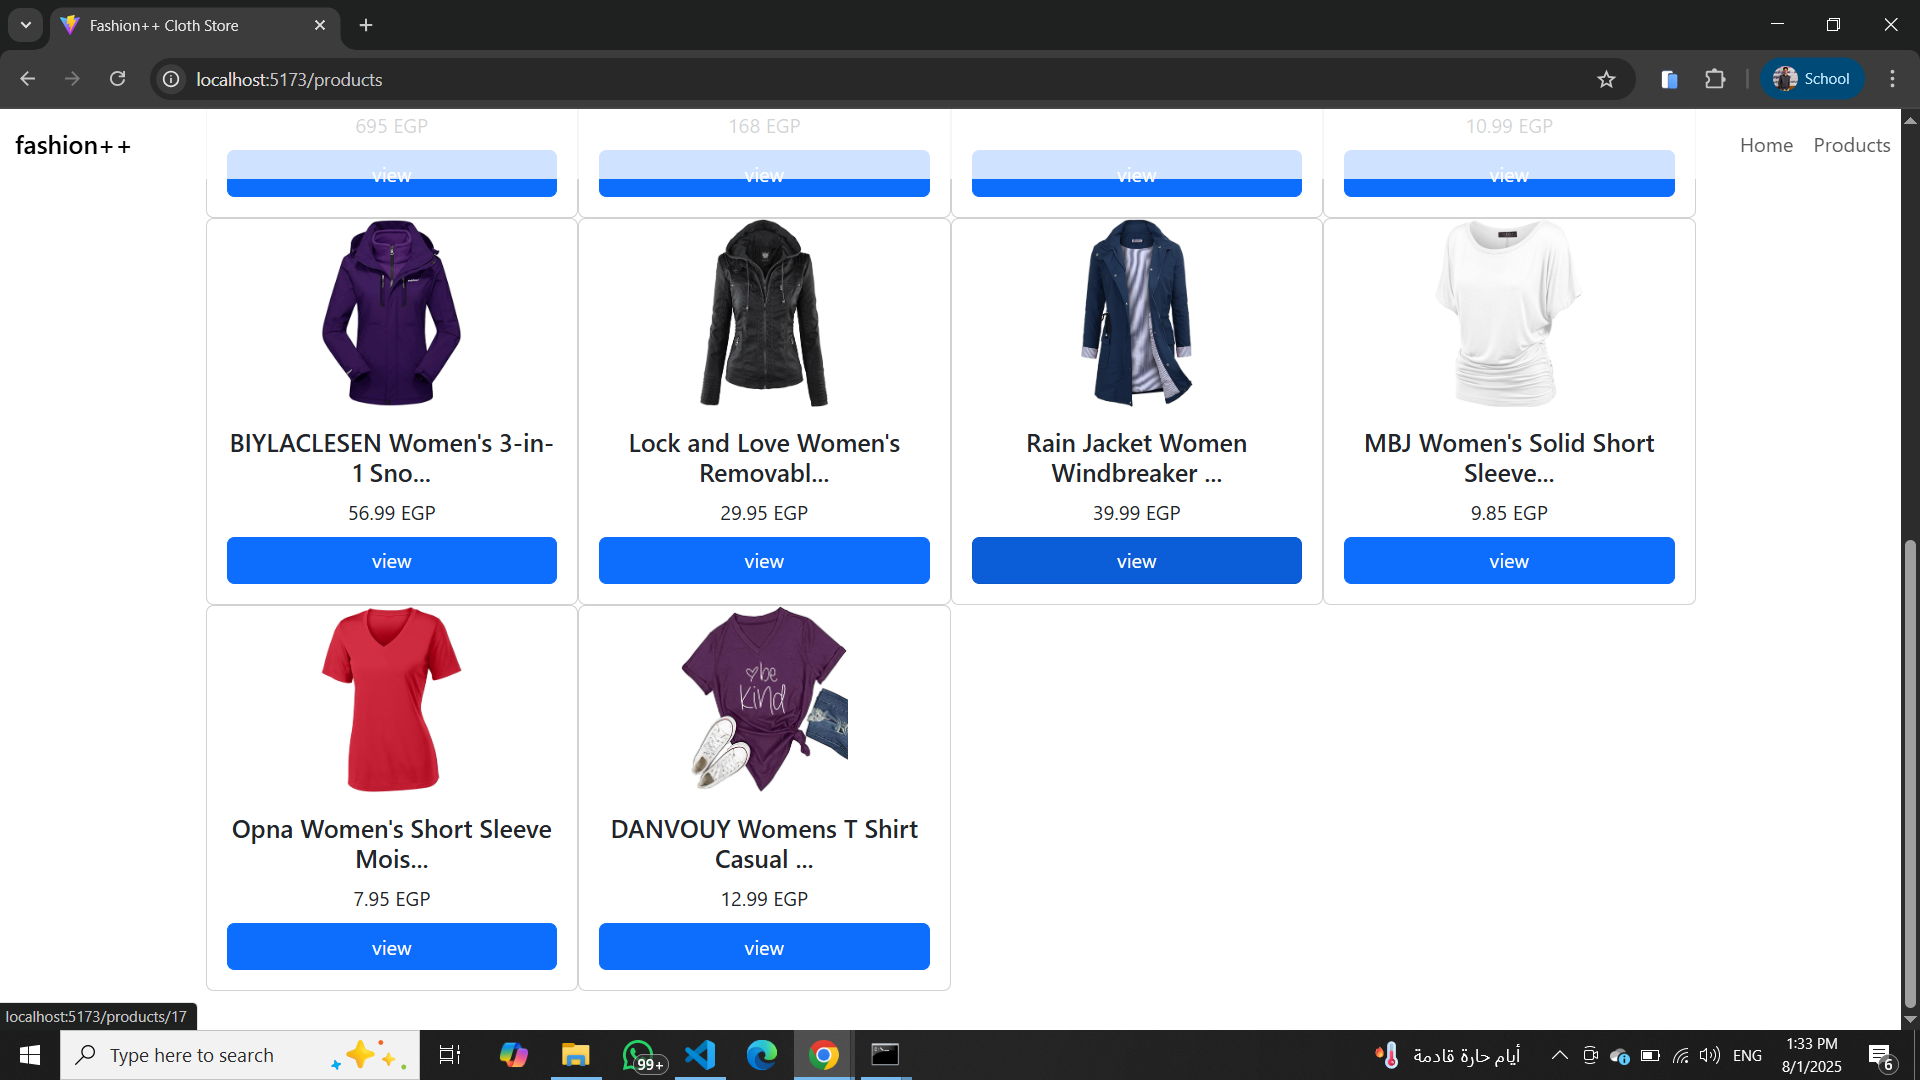 Fashion++ Cloth Store
localhost:5173/products
School
fashion++
Home Products
695 EGP
168 EGP
10.99 EGP
view
view
view
view
BIYLACLESEN Women's 3-in-
1 Sno...
56.99 EGP
view
Lock and Love Women's
Removabl...
29.95 EGP
view
Rain Jacket Women
Windbreaker ...
39.99 EGP
view
MBJ Women's Solid Short
Sleeve...
9.85 EGP
view
be
kind
Opna Women's Short Sleeve
Mois...
7.95 EGP
view
DANVOUY Womens T Shirt
Casual ...
12.99 EGP
view
localhost:5173/products/17
Type here to search
99+
أيام حارة قادمة
ENG
1:33 PM
8/1/2025
6